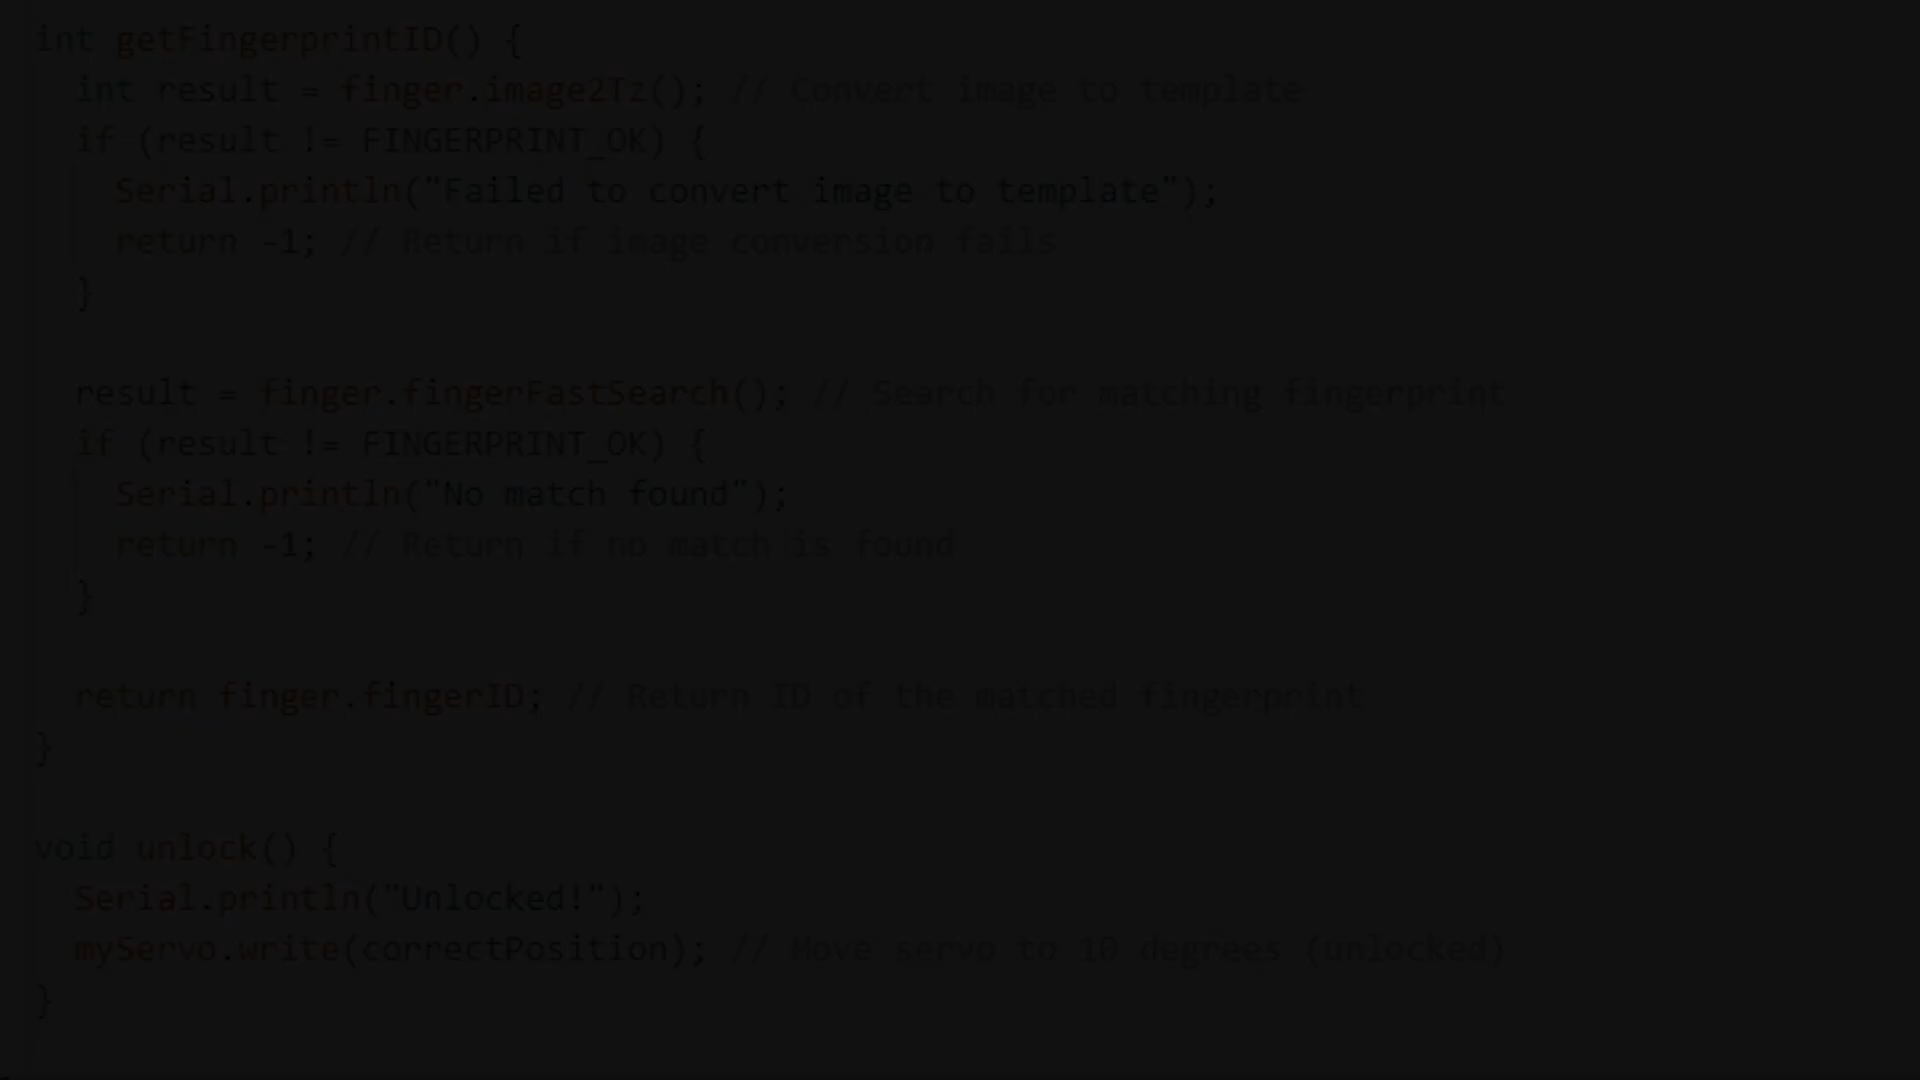 int getFingerprintID() {
  int result = finger.image2Tz(); // Convert image to template
  if (result != FINGERPRINT_OK) {
    Serial.println("Failed to convert image to template");
    return -1; // Return if image conversion fails
  }
  result = finger.fingerFastSearch(); // Search for matching fingerprint
  if (result != FINGERPRINT_OK) {
    Serial.println("No match found");
    return -1; // Return if no match is found
  }
  return finger.fingerID; // Return ID of the matched fingerprint
}
void unlock() {
  Serial.println("Unlocked!");
  myServo.write(correctPosition); // Move servo to 10 degrees (unlocked)
}